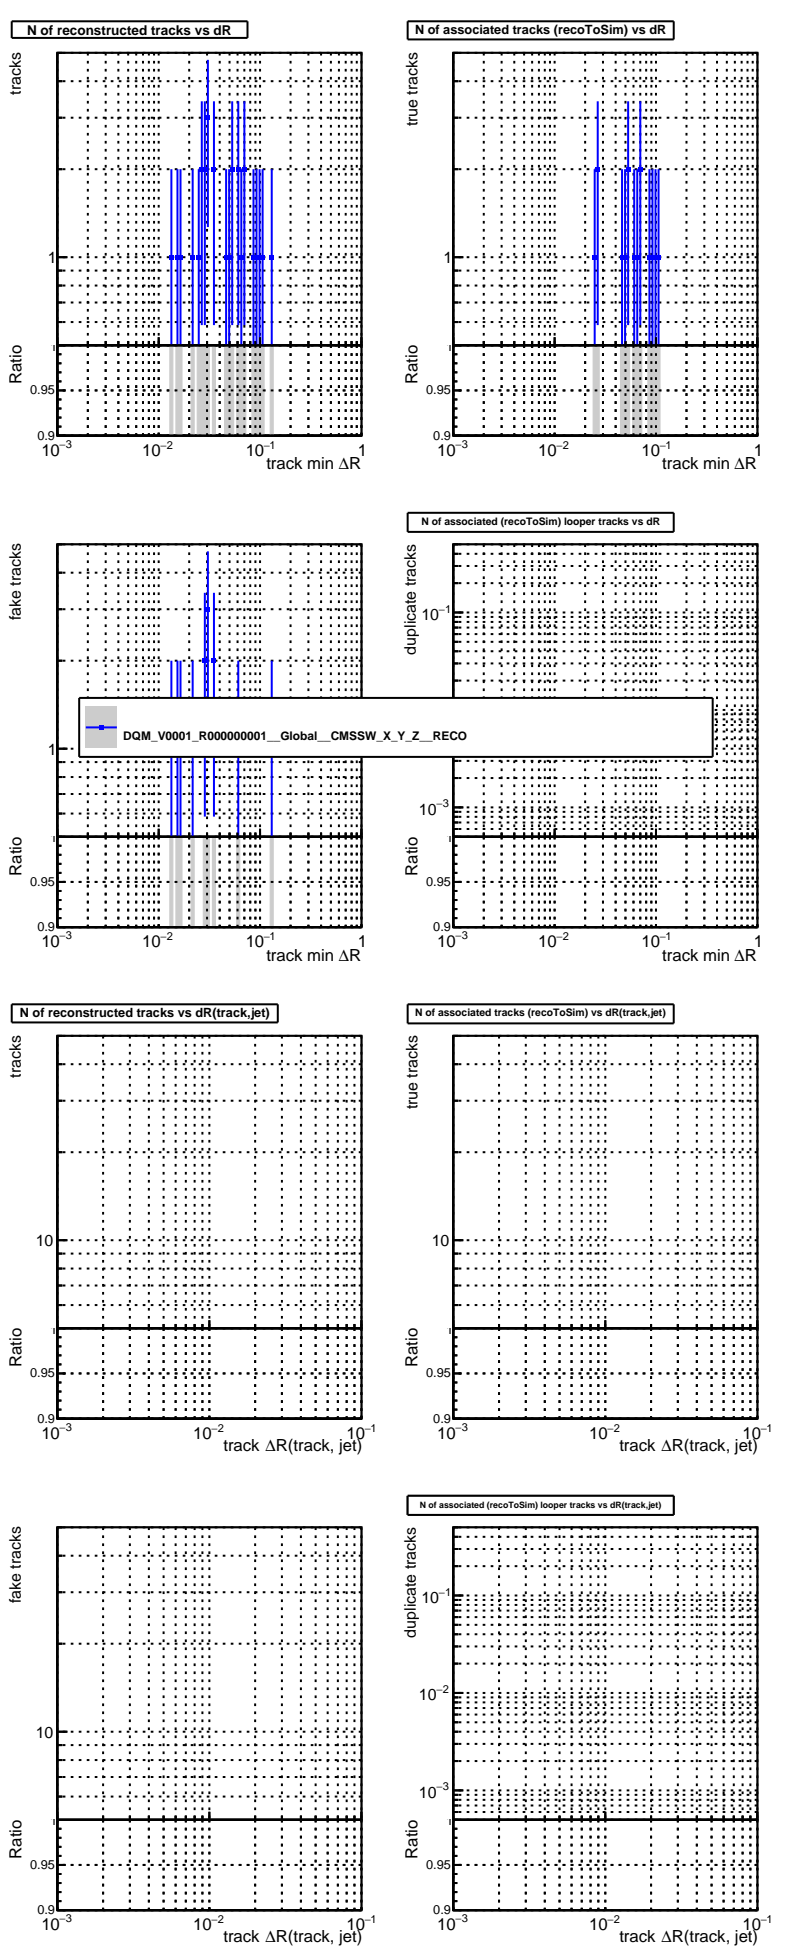 N of reconstructed tracks vs dR
tracks
1
Ratio
1
0.95
0.9
10−3
10−2
10−1
1
track min ΔR
N of associated tracks (recoToSim) vs dR
true tracks
1
Ratio
1
0.95
0.9
10−3
10−2
10−1
1
track min ΔR
fake tracks
1
Ratio
1
0.95
0.9
10−3
10−2
10−1
1
track min ΔR
N of associated (recoToSim) looper tracks vs dR
duplicate tracks
10−1
10−3
Ratio
1
0.95
0.9
10−3
10−2
10−1
1
track min ΔR
DQM_V0001_R000000001__Global__CMSSW_X_Y_Z__RECO
N of reconstructed tracks vs dR(track,jet)
tracks
10
Ratio
1
0.95
0.9
10−3
10−2
10−1
track ΔR(track, jet)
N of associated tracks (recoToSim) vs dR(track,jet)
true tracks
10
Ratio
1
0.95
0.9
10−3
10−2
10−1
track ΔR(track, jet)
fake tracks
10
Ratio
1
0.95
0.9
10−3
10−2
10−1
track ΔR(track, jet)
N of associated (recoToSim) looper tracks vs dR(track,jet)
duplicate tracks
10−1
10−2
10−3
Ratio
1
0.95
0.9
10−3
10−2
10−1
track ΔR(track, jet)